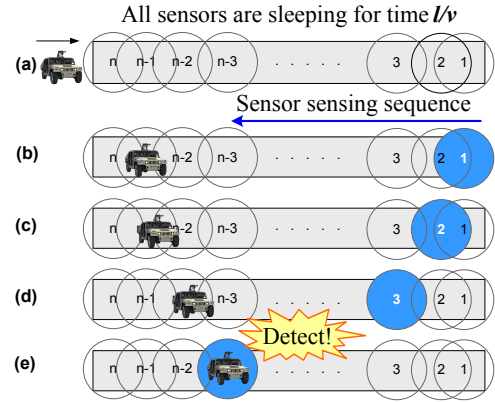 All sensors are sleeping for time l/v
(a) n n-1 n-2 n-3 . . . . . 3 2 1
Sensor sensing sequence
(b) n n-2 n-3 . . . . . 3 2 1
(c) n n-1 -2 n-3 . . . . . 3 2 1
(d) n n-1 n-3 . . . . . 3 2 1
Detect!
(e) n n-1 n-2 . . . . . 3 2 1